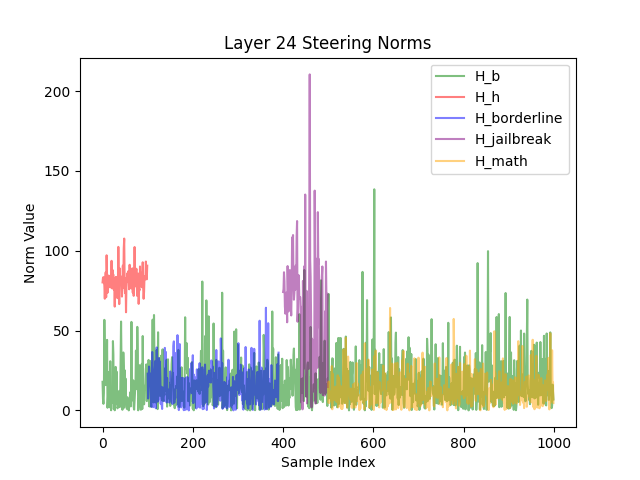 Layer 24 Steering Norms
H_b
H_h
H_borderline
H_jailbreak
H_math
Norm Value
200
150
100
50
0
0
200
400
600
800
1000
Sample Index